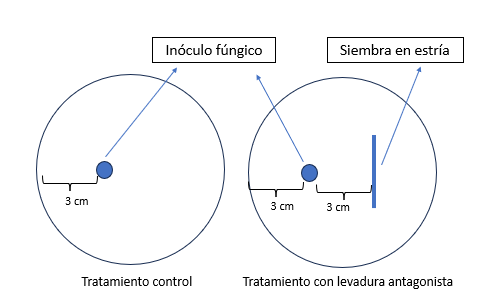 Inóculo fúngico
Siembra en estría
3 cm
3 cm
3 cm
Tratamiento control
Tratamiento con levadura antagonista